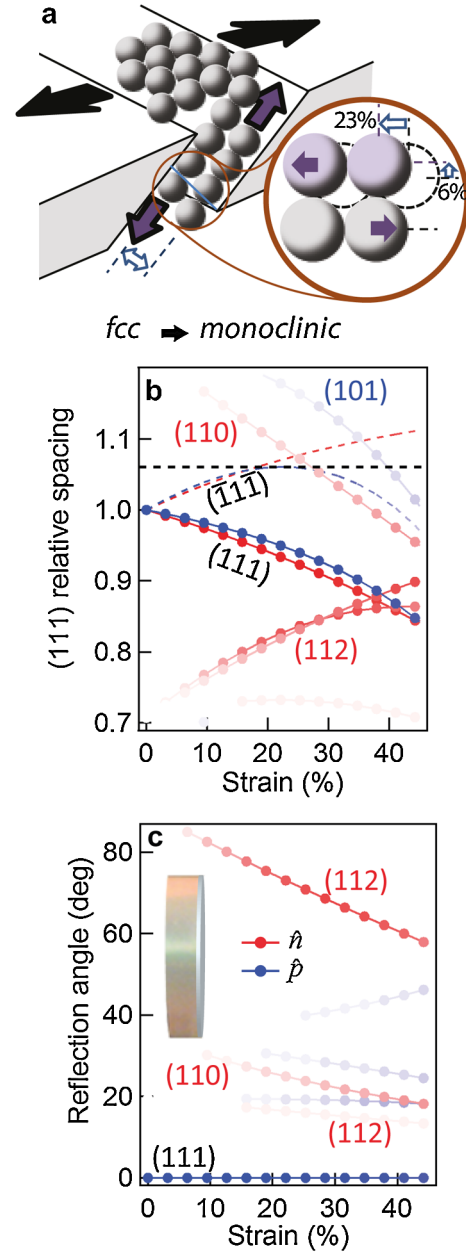 a
23%
6%
fcc → monoclinic
b
(101)
(110)
1.1
(1̄11̄)
1.0
(111)
0.9
0.8
(112)
0.7
0 10 20 30 40
(111) relative spacing
Strain (%)
c
80
(112)
60
n̂
p̂
40
(110)
20
(112)
(111)
0
0 10 20 30 40
Reflection angle (deg)
Strain (%)